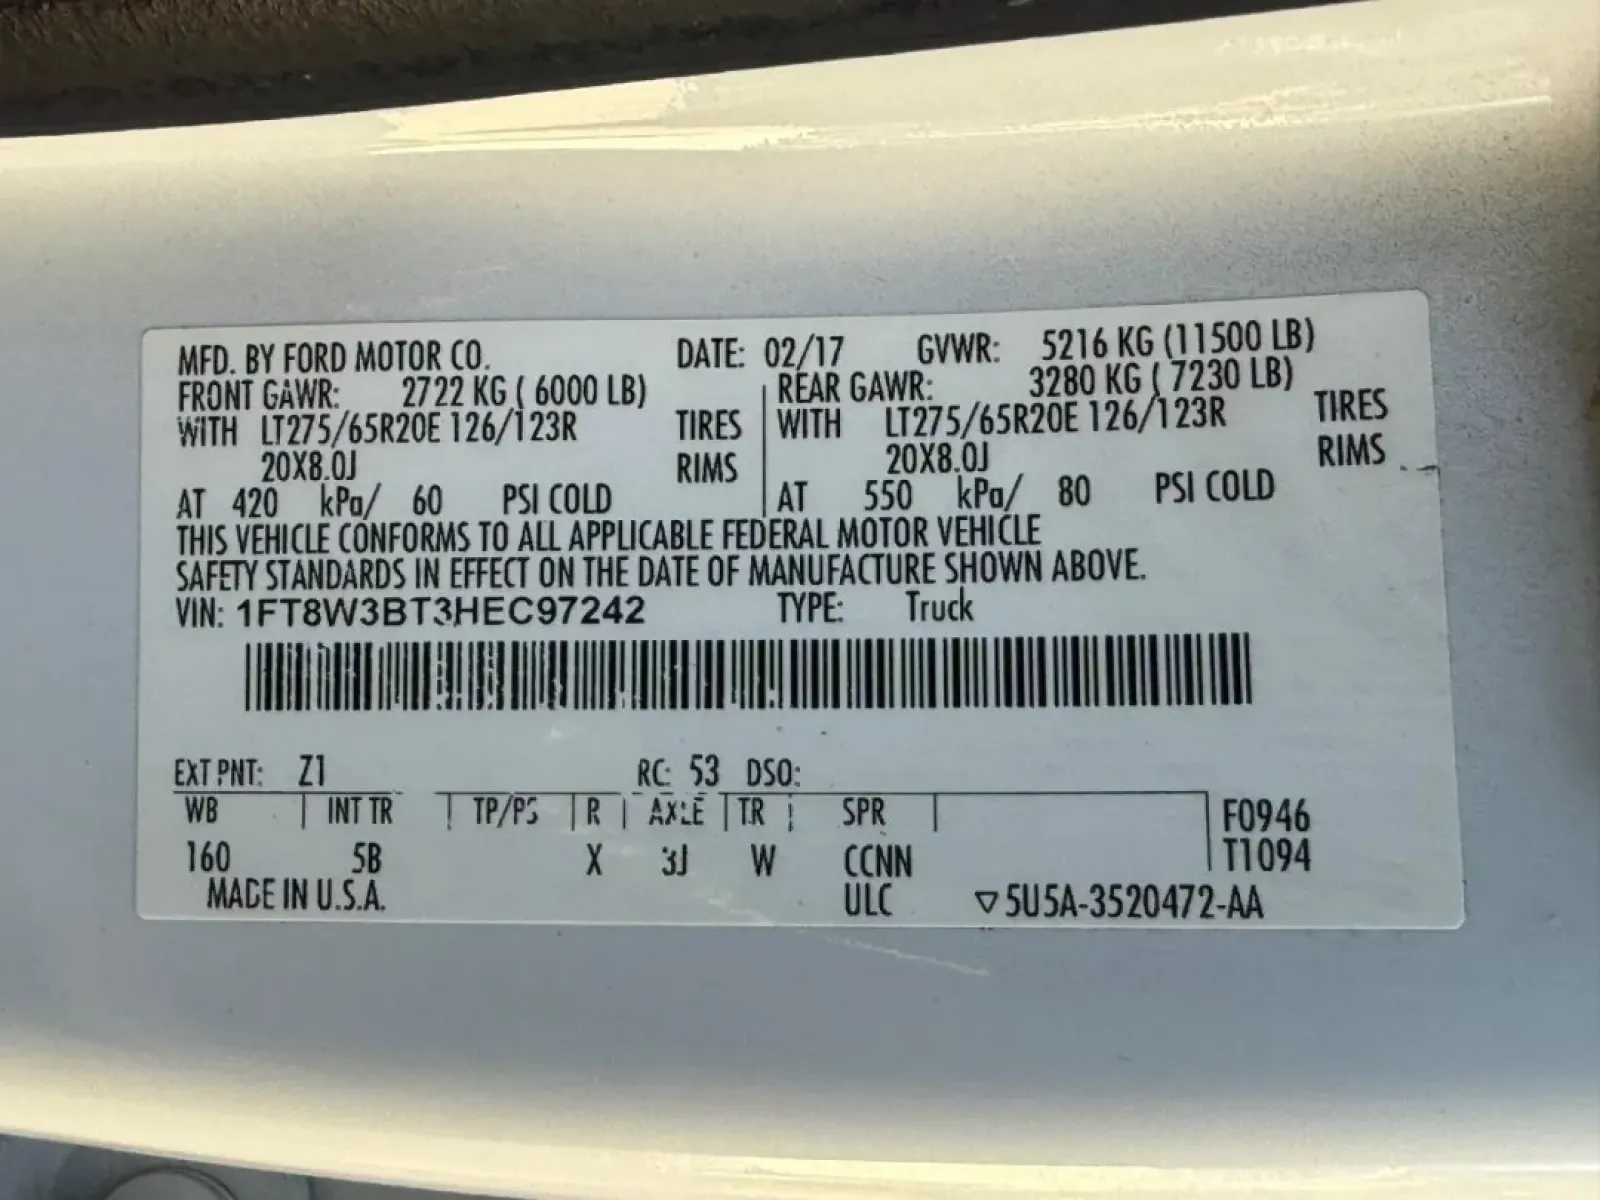 MFD. BY FORD MOTOR CO. DATE: 02/17 GVWR: 5216 KG (11500 LB)
FRONT GAWR: 2722 KG ( 6000 LB) REAR GAWR: 3280 KG ( 7230 LB)
WITH LT275/65R20E 126/123R TIRES WITH LT275/65R20E 126/123R TIRES
20X8.0J RIMS 20X8.0J RIMS
AT 420 kPa/ 60 PSI COLD AT 550 kPa/ 80 PSI COLD
THIS VEHICLE CONFORMS TO ALL APPLICABLE FEDERAL MOTOR VEHICLE
SAFETY STANDARDS IN EFFECT ON THE DATE OF MANUFACTURE SHOWN ABOVE.
VIN: 1FT8W3BT3HEC97242 TYPE: Truck
EXT PNT: Z1 RC: 53 DSO:
WB INT TR TP/PS R AXLE TR SPR F0946
160 5B X 3J W CCNN T1094
MADE IN U.S.A. ULC ▽5U5A-3520472-AA